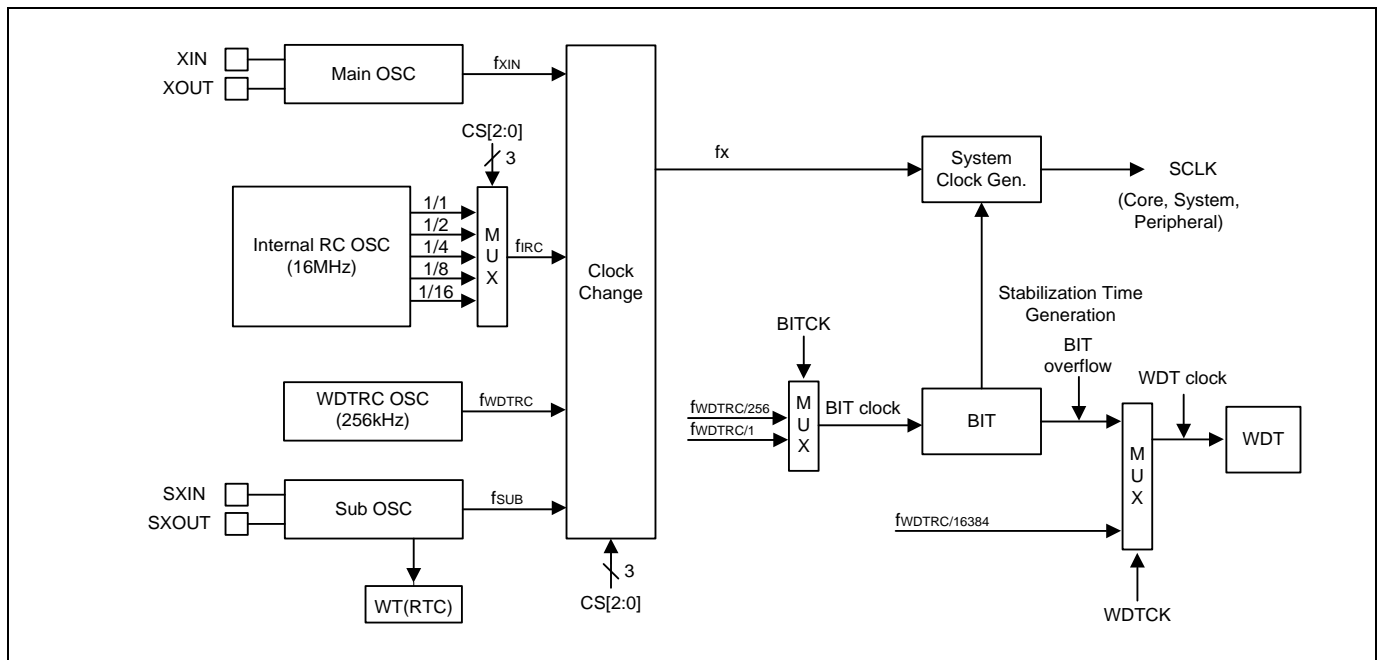 XIN
XOUT
Main OSC
fXIN
CS[2:0]
3
Internal RC OSC
(16MHz)
1/1
1/2
1/4
1/8
1/16
M
U
X
fIRC
WDTRC OSC
(256kHz)
fWDTRC
SXIN
SXOUT
Sub OSC
fSUB
WT(RTC)
Clock
Change
3
CS[2:0]
fx
System
Clock Gen.
SCLK
(Core, System,
Peripheral)
Stabilization Time
Generation
BITCK
fWDTRC/256
fWDTRC/1
M
U
X
BIT clock
BIT
BIT
overflow
WDT clock
M
U
X
WDT
fWDTRC/16384
WDTCK